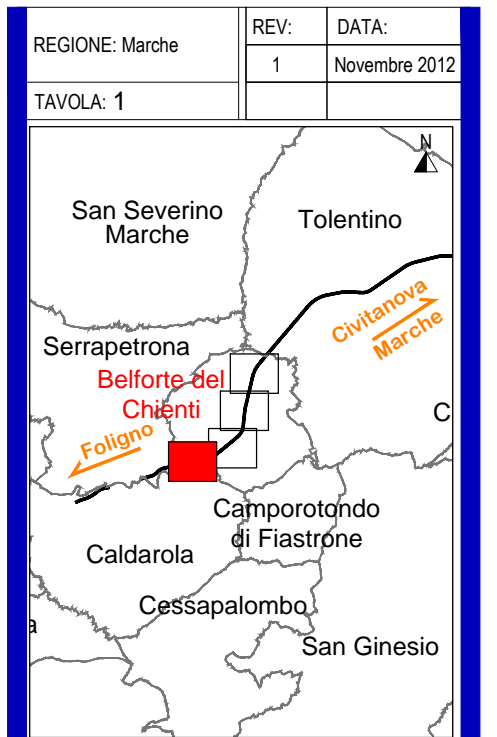 REGIONE: Marche
REV:
DATA:
1
Novembre 2012
TAVOLA: 1
N
San Severino
Marche
Tolentino
Civitanova
Marche
Serrapetrona
Belforte del
Chienti
C
Foligno
Camporotondo
di Fiastrone
Caldarola
Cessapalombo
a
San Ginesio